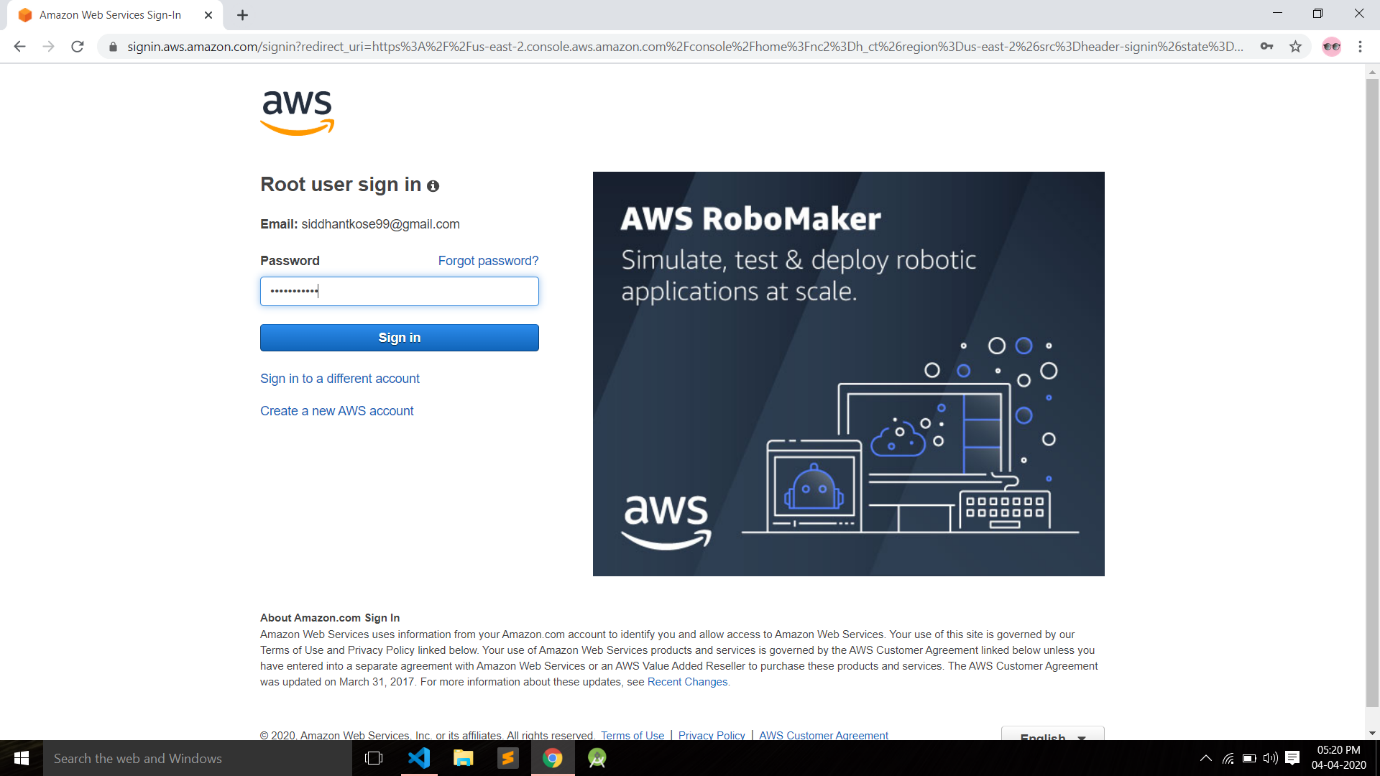 Amazon Web Services Sign-In
signin.aws.amazon.com/signin?redirect_uri=https%3A%2F%2Fus-east-2.console.aws.amazon.com%2Fconsole%2Fhome%3Fnc2%3Dh_ct%26region%3Dus-east-2%26src%3Dheader-signin%26state%3D...
aws
Root user sign in
Email: siddhantkose99@gmail.com
Password Forgot password?
•••••••••••
Sign in
Sign in to a different account
Create a new AWS account
AWS RoboMaker
Simulate, test & deploy robotic
applications at scale.
aws
About Amazon.com Sign In
Amazon Web Services uses information from your Amazon.com account to identify you and allow access to Amazon Web Services. Your use of this site is governed by our
Terms of Use and Privacy Policy linked below. Your use of Amazon Web Services products and services is governed by the AWS Customer Agreement linked below unless you
have entered into a separate agreement with Amazon Web Services or an AWS Value Added Reseller to purchase these products and services. The AWS Customer Agreement
was updated on March 31, 2017. For more information about these updates, see Recent Changes.
© 2020, Amazon Web Services, Inc. or its affiliates. All rights reserved. Terms of Use | Privacy Policy | AWS Customer Agreement
English
Search the web and Windows
05:20 PM
04-04-2020